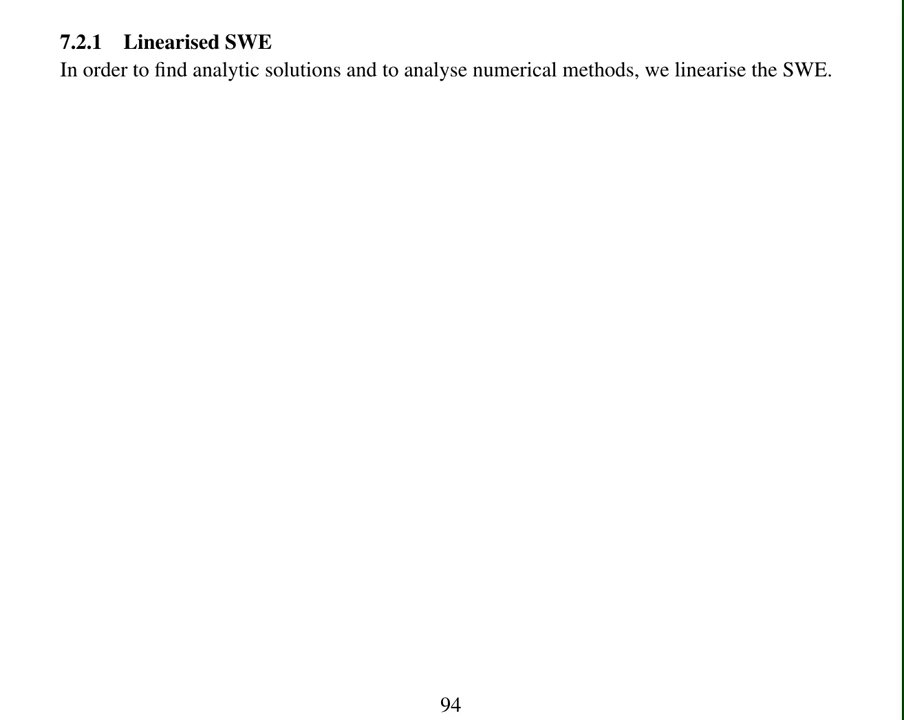 7.2.1 Linearised SWE
In order to find analytic solutions and to analyse numerical methods, we linearise the SWE.
94